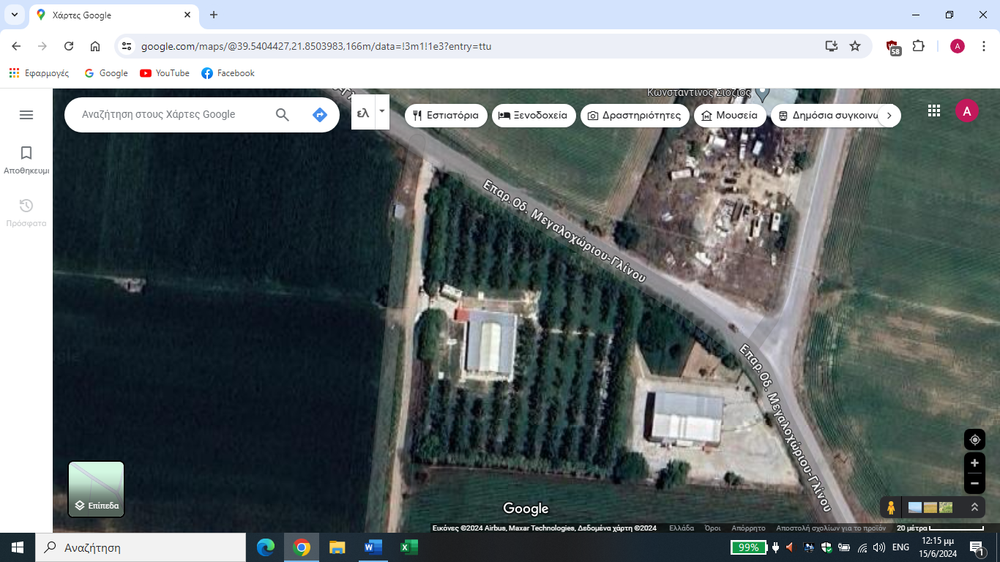 Χάρτες Google
google.com/maps/@39.5404427,21.8503983,166m/data=!3m1!1e3?entry=ttu
58
A
Εφαρμογές
Google
YouTube
Facebook
Αναζήτηση στους Χάρτες Google
ελ
Εστιατόρια
Ξενοδοχεία
Δραστηριότητες
Μουσεία
Δημόσια συγκοινω
A
Κωνσταντίνος Σιόζιος
Αποθηκευμ
Πρόσφατα
Επαρ. Οδ. Μεγαλοχώριου-Γλίνου
Επαρ.Οδ. Μεγαλοχώριου-Γλίνου
Επίπεδα
Google
Εικόνες ©2024 Airbus, Maxar Technologies, Δεδομένα χάρτη ©2024
Ελλάδα
Όροι
Απόρρητο
Αποστολή σχολίων για το προϊόν
20 μέτρα
Αναζήτηση
99%
ENG
12:15 μμ
15/6/2024
1